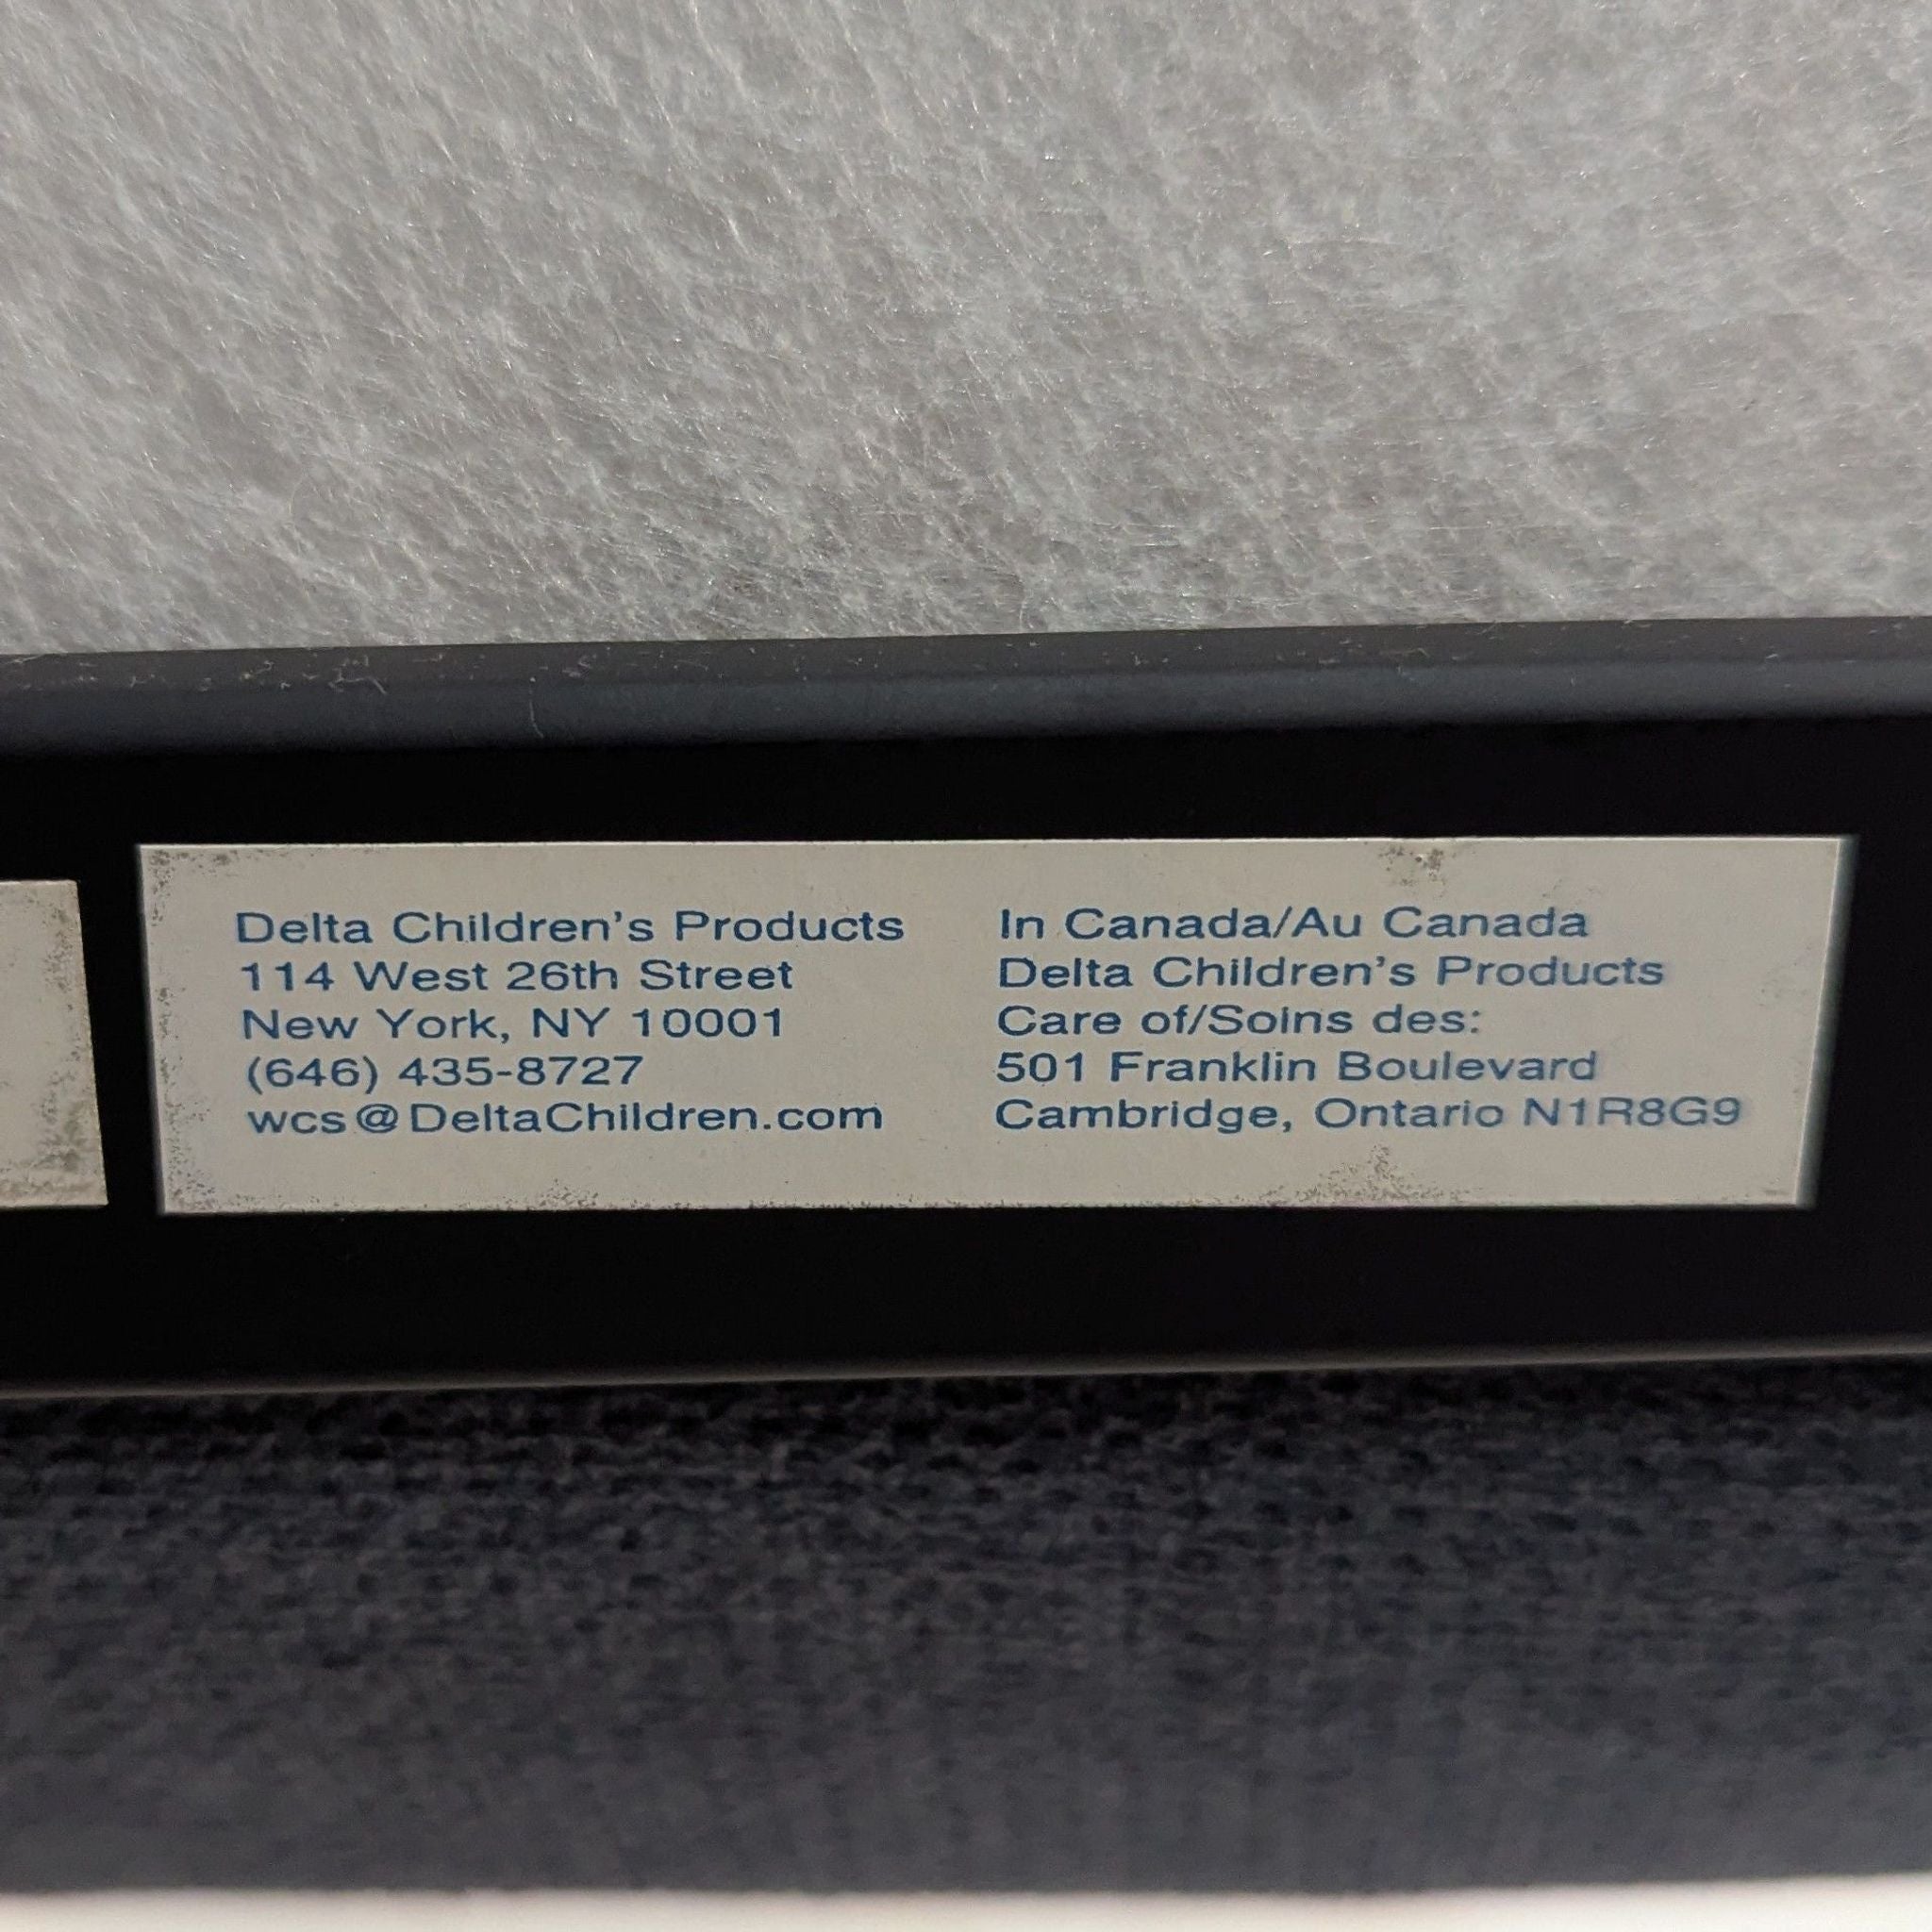 Delta Children's Products
114 West 26th Street
New York, NY 10001
(646) 435-8727
wcs@DeltaChildren.com
In Canada/Au Canada
Delta Children's Products
Care of/Soins des:
501 Franklin Boulevard
Cambridge, Ontario N1R8G9